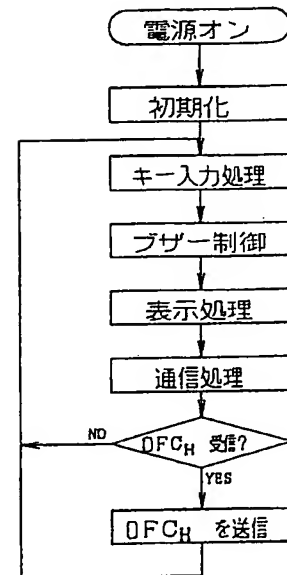 電源オン
初期化
キー入力処理
ブザー制御
表示処理
通信処理
0FCH 受信?
NO
YES
0FCH を送信